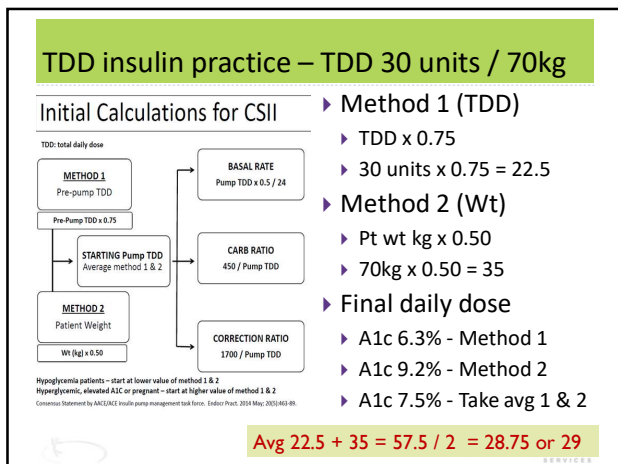 TDD insulin practice – TDD 30 units / 70kg
Initial Calculations for CSII
TDD: total daily dose
METHOD 1
Pre-pump TDD
Pre-Pump TDD x 0.75
STARTING Pump TDD
Average method 1 & 2
METHOD 2
Patient Weight
Wt (kg) x 0.50
BASAL RATE
Pump TDD x 0.5 / 24
CARB RATIO
450 / Pump TDD
CORRECTION RATIO
1700 / Pump TDD
Hypoglycemia patients – start at lower value of method 1 & 2
Hyperglycemic, elevated A1C or pregnant – start at higher value of method 1 & 2
Consensus Statement by AACE/ACE insulin pump management task force. Endocr Pract. 2014 May; 20(5):463-89.
Method 1 (TDD)
TDD x 0.75
30 units x 0.75 = 22.5
Method 2 (Wt)
Pt wt kg x 0.50
70kg x 0.50 = 35
Final daily dose
A1c 6.3% - Method 1
A1c 9.2% - Method 2
A1c 7.5% - Take avg 1 & 2
Avg 22.5 + 35 = 57.5 / 2 = 28.75 or 29
SERVICES